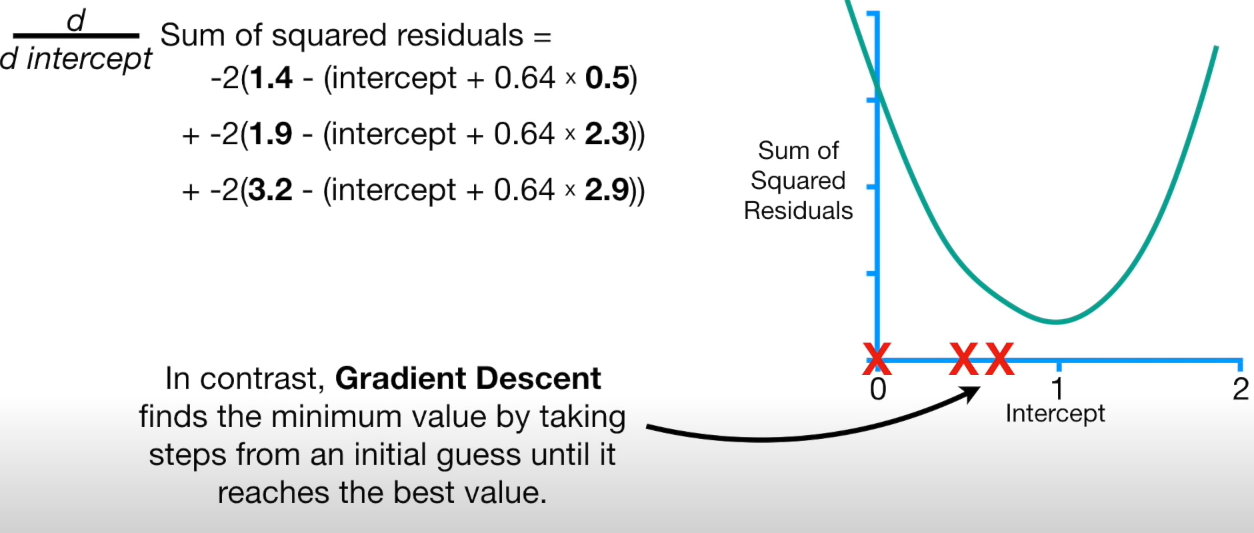 d
d intercept
Sum of squared residuals =
-2(1.4 - (intercept + 0.64 × 0.5)
+ -2(1.9 - (intercept + 0.64 × 2.3))
+ -2(3.2 - (intercept + 0.64 × 2.9))
In contrast, Gradient Descent
finds the minimum value by taking
steps from an initial guess until it
reaches the best value.
Sum of
Squared
Residuals
X X X
0 1 2
Intercept